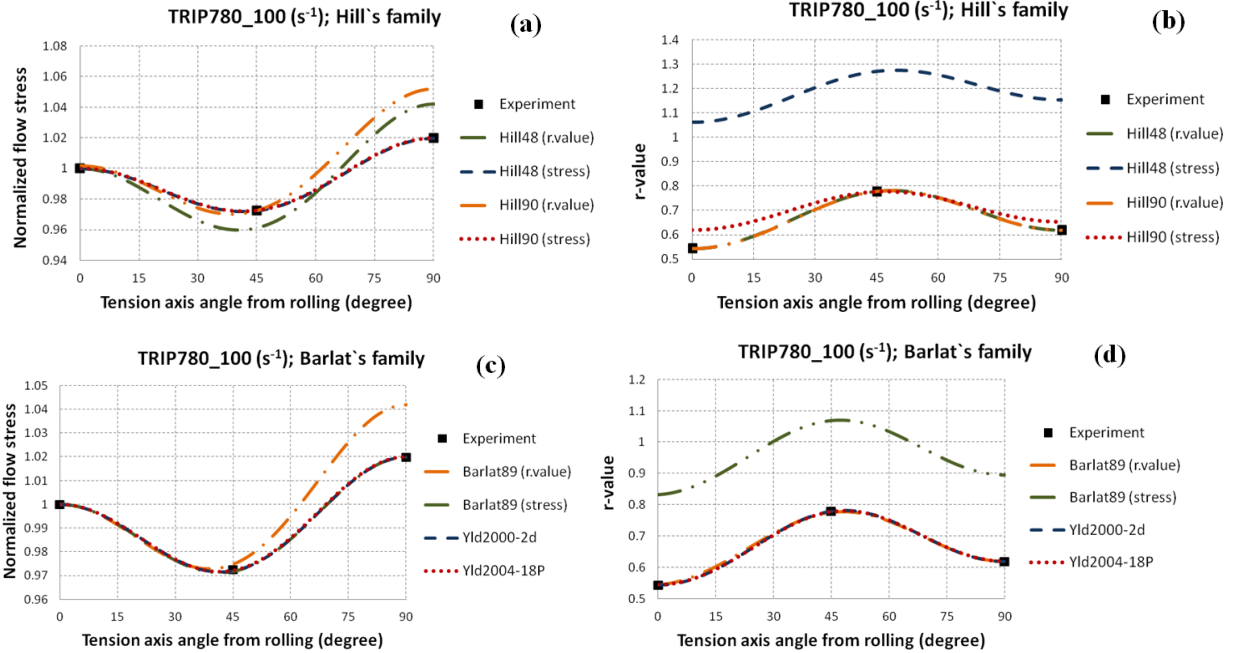 TRIP780_100 (s⁻¹); Hill`s family
(a)
Normalized flow stress
1.08
1.06
1.04
1.02
1
0.98
0.96
0.94
0 15 30 45 60 75 90
Tension axis angle from rolling (degree)
Experiment
Hill48 (r.value)
Hill48 (stress)
Hill90 (r.value)
Hill90 (stress)
TRIP780_100 (s⁻¹); Hill`s family
(b)
r-value
1.4
1.3
1.2
1.1
1
0.9
0.8
0.7
0.6
0.5
0 15 30 45 60 75 90
Tension axis angle from rolling (degree)
Experiment
Hill48 (r.value)
Hill48 (stress)
Hill90 (r.value)
Hill90 (stress)
TRIP780_100 (s⁻¹); Barlat`s family
(c)
Normalized flow stress
1.05
1.04
1.03
1.02
1.01
1
0.99
0.98
0.97
0.96
0 15 30 45 60 75 90
Tension axis angle from rolling (degree)
Experiment
Barlat89 (r.value)
Barlat89 (stress)
Yld2000-2d
Yld2004-18P
TRIP780_100 (s⁻¹); Barlat`s family
(d)
r-value
1.2
1.1
1
0.9
0.8
0.7
0.6
0.5
0 15 30 45 60 75 90
Tension axis angle from rolling (degree)
Experiment
Barlat89 (r.value)
Barlat89 (stress)
Yld2000-2d
Yld2004-18P